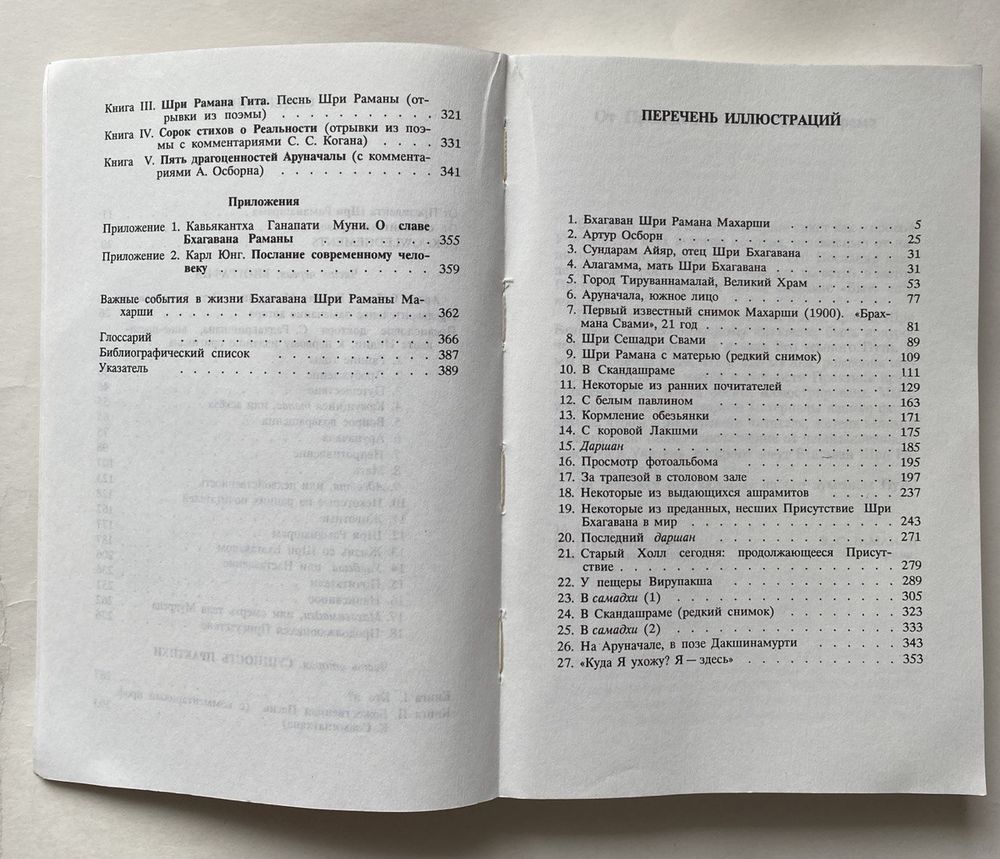 Книга III. Шри Рамана Гита. Песнь Шри Раманы (от-
рывки из поэмы) . . . . . . . . . . . . 321
Книга IV. Сорок стихов о Реальности (отрывки из поэ-
мы с комментариями С. С. Когана) . . . . 331
Книга V. Пять драгоценностей Аруначалы (с коммента-
риями А. Осборна) . . . . . . . . . . . . 341
Приложения
Приложение 1. Кавьякантха Ганапати Муни. О славе
Бхагавана Раманы . . . . . . . . . . 355
Приложение 2. Карл Юнг. Послание современному чело-
веку . . . . . . . . . . . . . . . . 359
Важные события в жизни Бхагавана Шри Раманы Ма-
харши . . . . . . . . . . . . . . . . . 362
Глоссарий . . . . . . . . . . . . . . . . 366
Библиографический список . . . . . . . . . . 387
Указатель . . . . . . . . . . . . . . . . 389
ПЕРЕЧЕНЬ ИЛЛЮСТРАЦИЙ
1. Бхагаван Шри Рамана Махарши . . . . . . . . 5
2. Артур Осборн . . . . . . . . . . . . . . 25
3. Сундарам Айяр, отец Шри Бхагавана . . . . . . 31
4. Алагамма, мать Шри Бхагавана . . . . . . . . 31
5. Город Тируваннамалай, Великий Храм . . . . . . 53
6. Аруначала, южное лицо . . . . . . . . . . 77
7. Первый известный снимок Махарши (1900). «Брах-
мана Свами», 21 год . . . . . . . . . . . . 81
8. Шри Сешадри Свами . . . . . . . . . . . 89
9. Шри Рамана с матерью (редкий снимок) . . . . . 109
10. В Скандашраме . . . . . . . . . . . . . 111
11. Некоторые из ранних почитателей . . . . . . . 129
12. С белым павлином . . . . . . . . . . . . 163
13. Кормление обезьянки . . . . . . . . . . . 171
14. С коровой Лакшми . . . . . . . . . . . . 175
15. Даршан . . . . . . . . . . . . . . . . 185
16. Просмотр фотоальбома . . . . . . . . . . . 195
17. За трапезой в столовом зале . . . . . . . . . 197
18. Некоторые из выдающихся ашрамитов . . . . . . 237
19. Некоторые из преданных, несших Присутствие Шри
Бхагавана в мир . . . . . . . . . . . . . 243
20. Последний даршан . . . . . . . . . . . . 271
21. Старый Холл сегодня: продолжающееся Присут-
ствие . . . . . . . . . . . . . . . . . 279
22. У пещеры Вирупакша . . . . . . . . . . . 289
23. В самадхи (1) . . . . . . . . . . . . . . 305
24. В Скандашраме (редкий снимок) . . . . . . . . 323
25. В самадхи (2) . . . . . . . . . . . . . . 333
26. На Аруначале, в позе Дакшинамурти . . . . . . 343
27. «Куда Я ухожу? Я — здесь» . . . . . . . . . 353